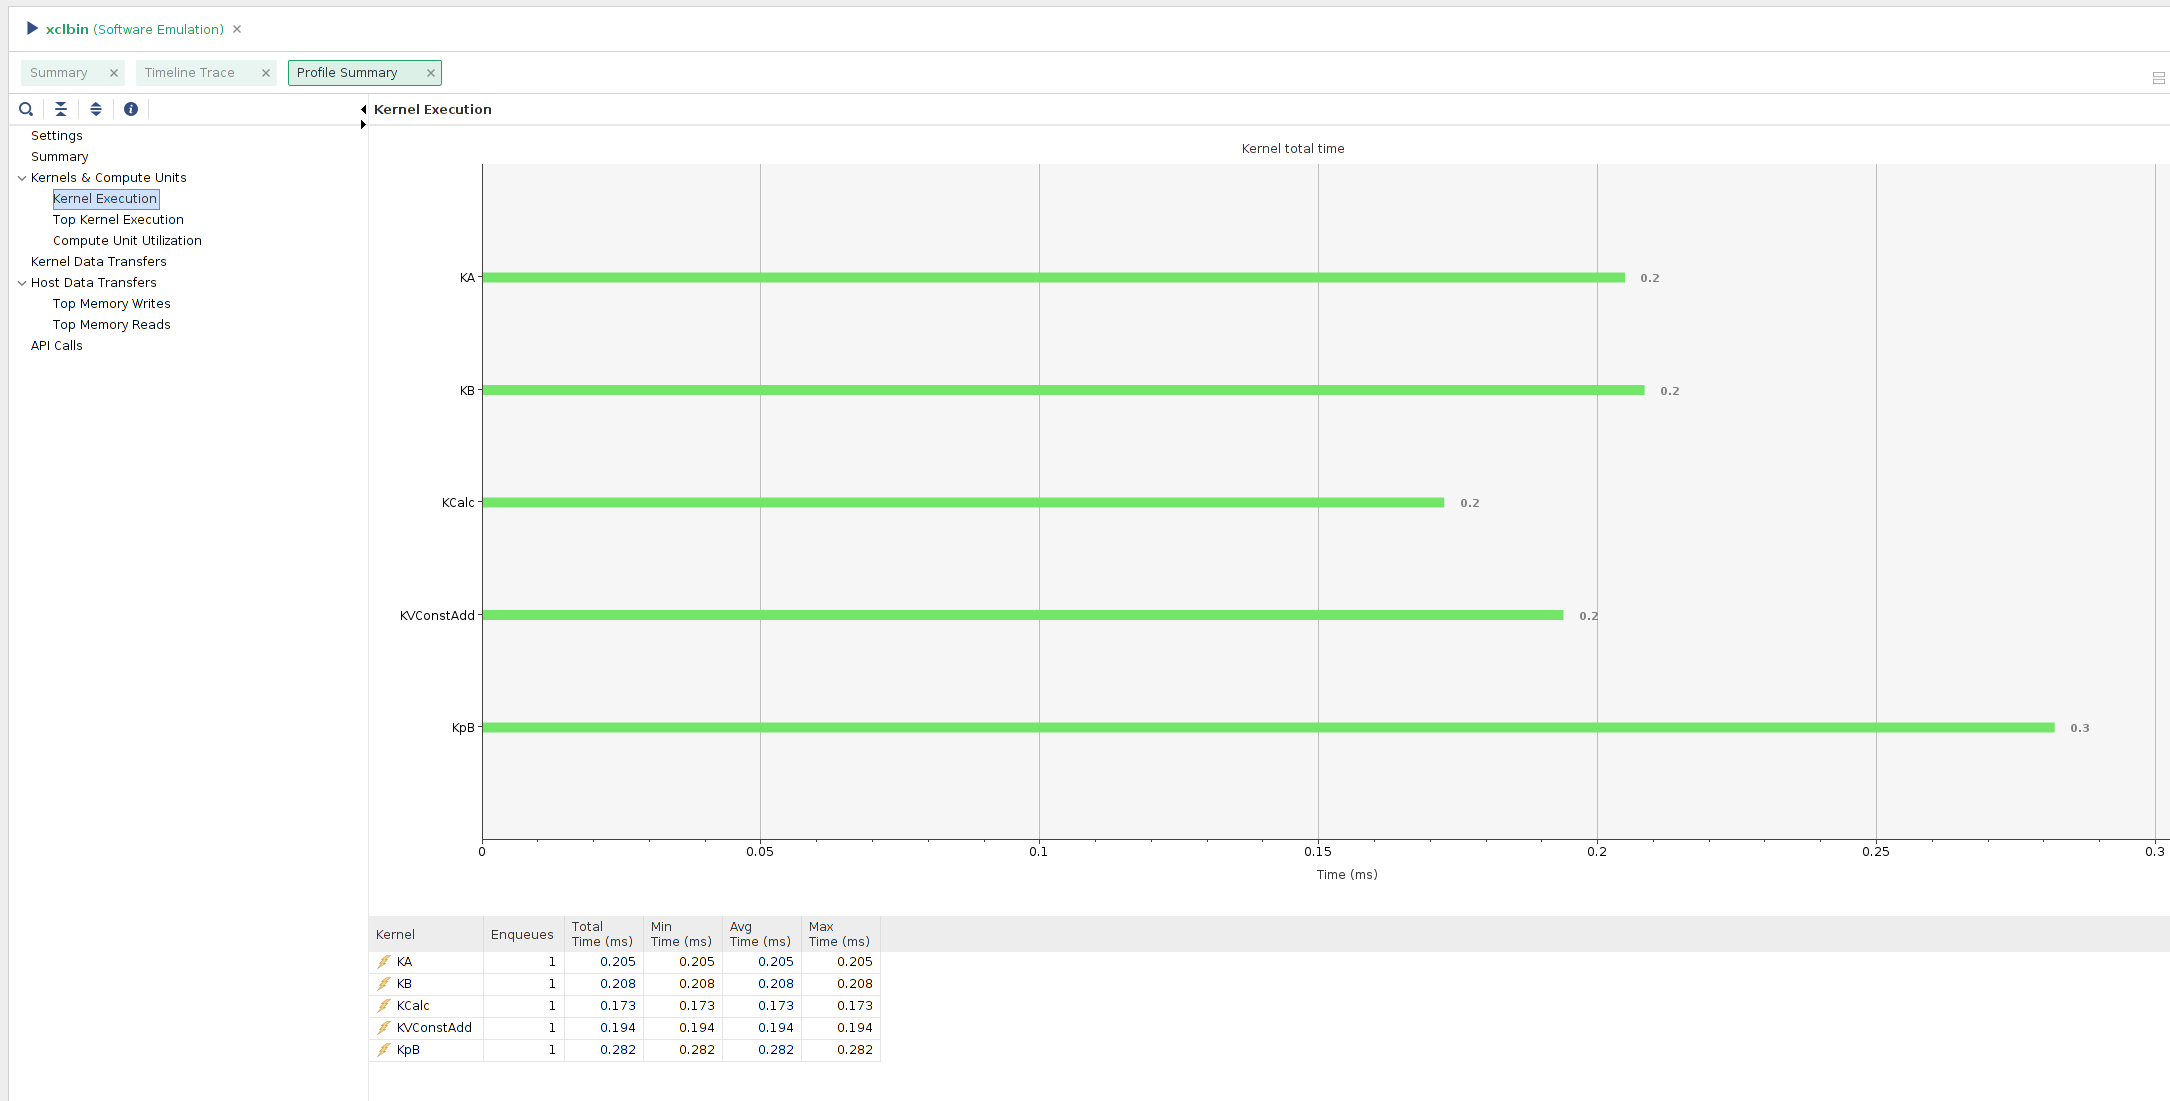 xclbin (Software Emulation)
Summary Timeline Trace Profile Summary
Kernel Execution
Settings
Summary
Kernels & Compute Units
Kernel Execution
Top Kernel Execution
Compute Unit Utilization
Kernel Data Transfers
Host Data Transfers
Top Memory Writes
Top Memory Reads
API Calls
Kernel total time
KA 0.2
KB 0.2
KCalc 0.2
KVConstAdd 0.2
KpB 0.3
0 0.05 0.1 0.15 0.2 0.25 0.3
Time (ms)
Kernel Enqueues Total Time (ms) Min Time (ms) Avg Time (ms) Max Time (ms)
KA 1 0.205 0.205 0.205 0.205
KB 1 0.208 0.208 0.208 0.208
KCalc 1 0.173 0.173 0.173 0.173
KVConstAdd 1 0.194 0.194 0.194 0.194
KpB 1 0.282 0.282 0.282 0.282